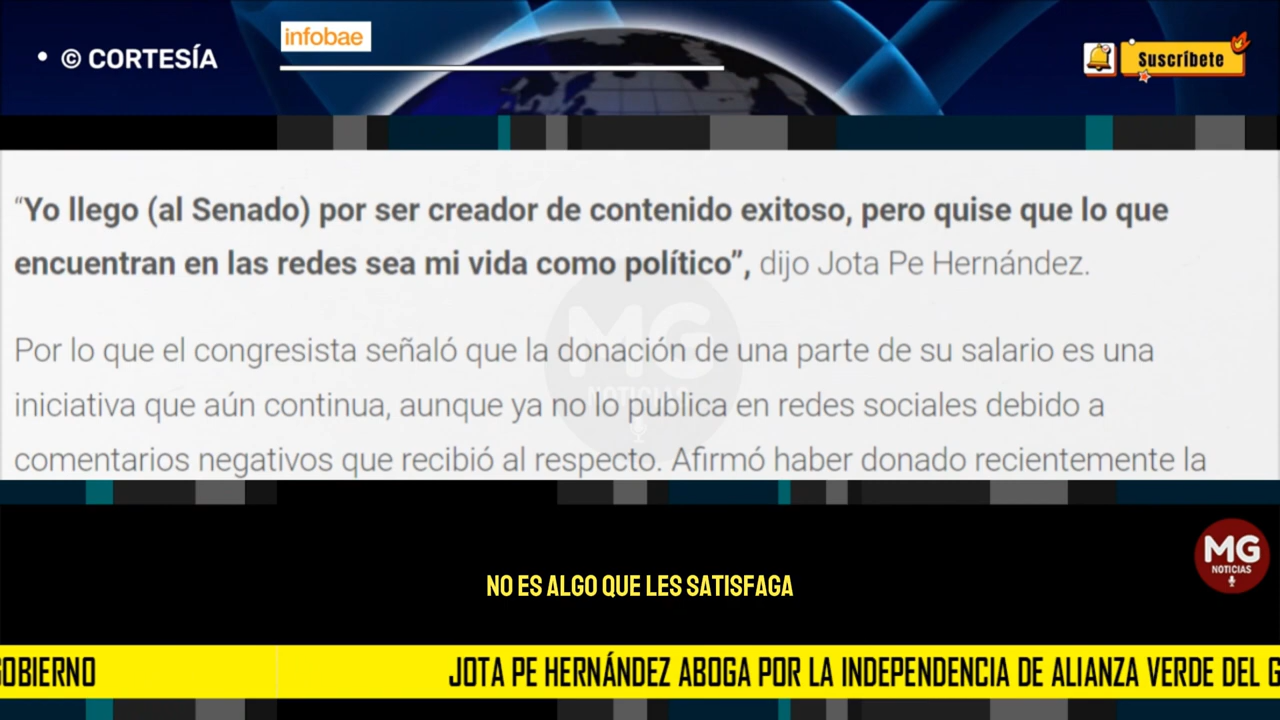 • © CORTESÍA
infobae
Suscríbete
“Yo llego (al Senado) por ser creador de contenido exitoso, pero quise que lo que
encuentran en las redes sea mi vida como político”, dijo Jota Pe Hernández.
Por lo que el congresista señaló que la donación de una parte de su salario es una
iniciativa que aún continua, aunque ya no lo publica en redes sociales debido a
comentarios negativos que recibió al respecto. Afirmó haber donado recientemente la
MG
NOTICIAS
NO ES ALGO QUE LES SATISFAGA
MG
NOTICIAS
OBIERNO JOTA PE HERNÁNDEZ ABOGA POR LA INDEPENDENCIA DE ALIANZA VERDE DEL G